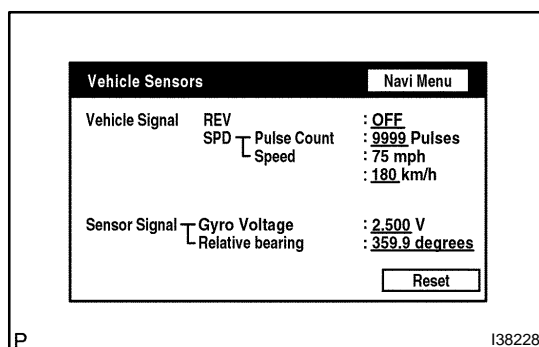 Vehicle Sensors Navi Menu
Vehicle Signal REV : OFF
SPD Pulse Count : 9999 Pulses
Speed : 75 mph
: 180 km/h
Sensor Signal Gyro Voltage : 2.500 V
Relative bearing : 359.9 degrees
Reset
P I38228